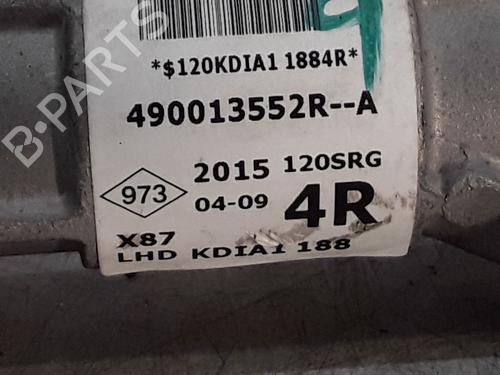 *$120KDIA1 1884R*
490013552R--A
973
2015 120SRG
04-09 4R
X87
LHD KDIA1 188
B-PARTS